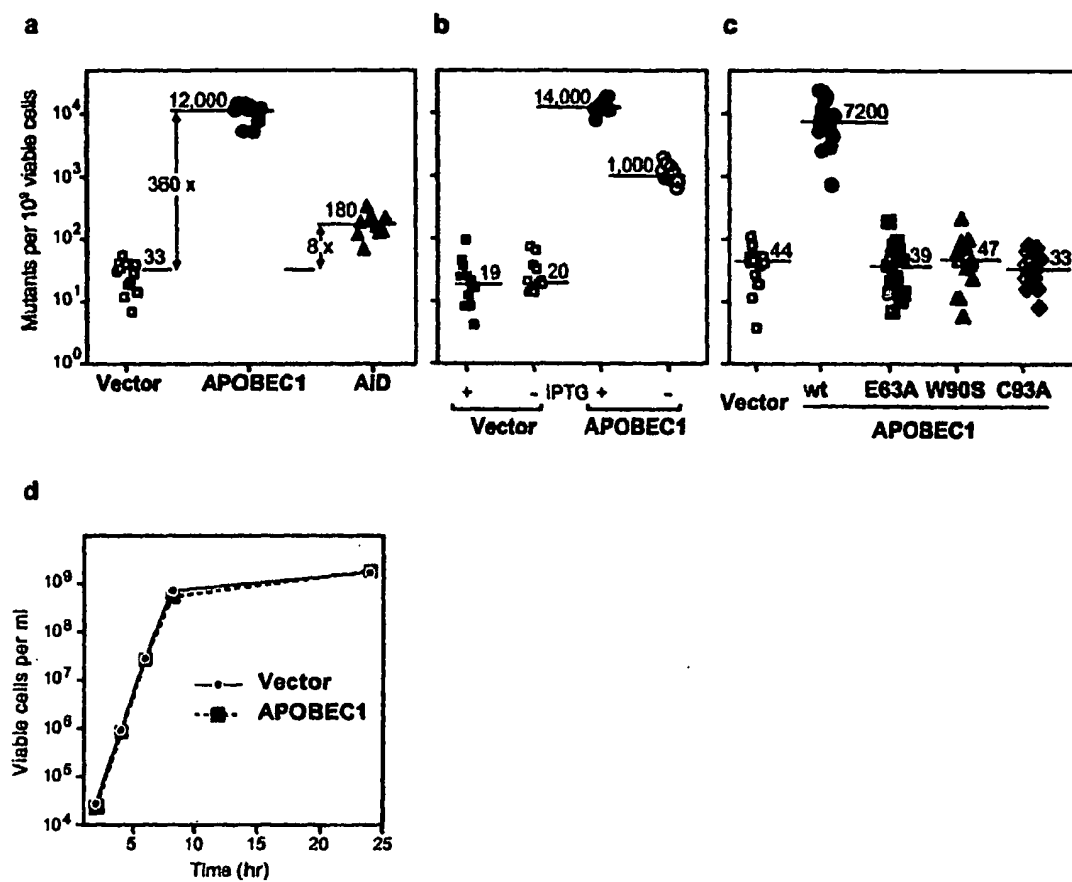 a
b
c
Mutants per 10⁹ viable cells
10⁴
10³
10²
10¹
10⁰
12,000
360 x
33
180
8 x
Vector APOBEC1 AID
14,000
1,000
19
20
+ - IPTG + -
Vector APOBEC1
7200
44
39
47
33
Vector wt E63A W90S C93A
APOBEC1
d
Viable cells per ml
10⁹
10⁸
10⁷
10⁶
10⁵
10⁴
Vector
APOBEC1
5 10 15 20 25
Time (hr)